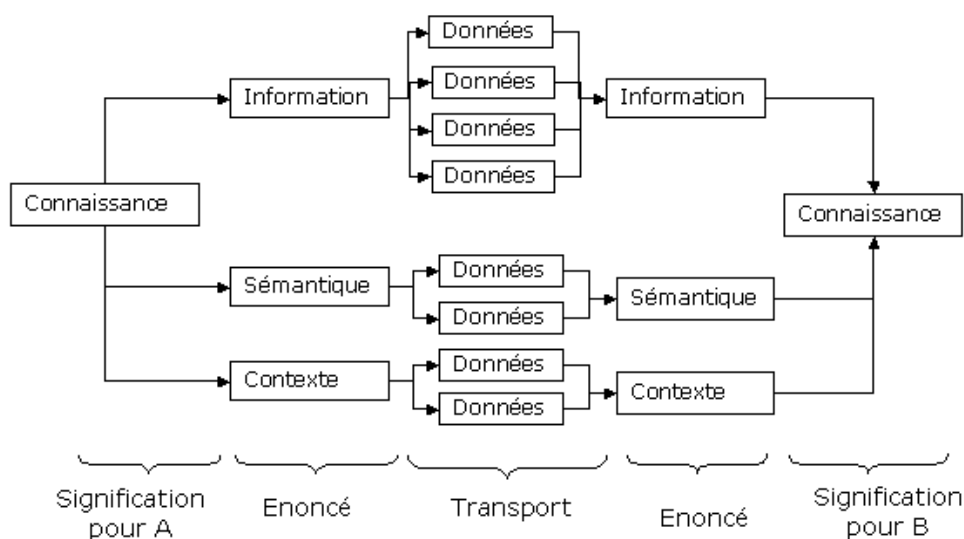 Données
Information
Données
Information
Données
Données
Connaissance
Connaissance
Données
Sémantique
Sémantique
Données
Données
Contexte
Contexte
Données
Signification
pour A
Enoncé
Transport
Enoncé
Signification
pour B